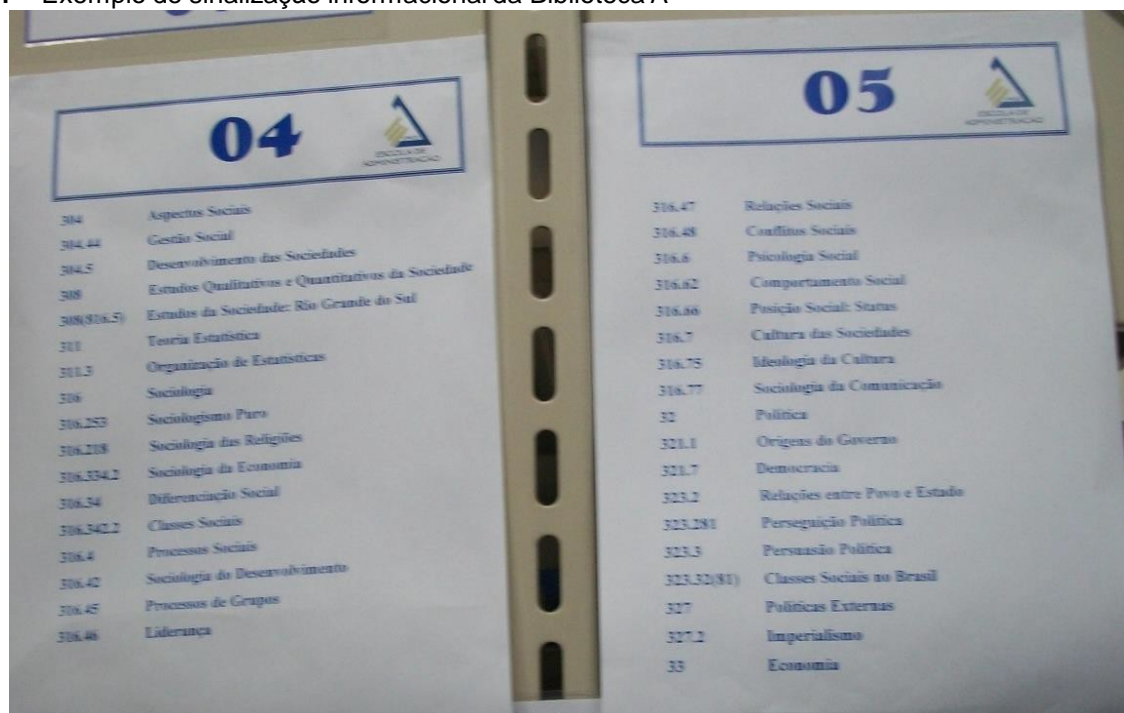 Exemplo de sinalização informacional da Biblioteca A
04
ESCOLA DE
ADMINISTRAÇÃO
304 Aspectos Sociais
304.44 Gestão Social
304.5 Desenvolvimento das Sociedades
308 Estudos Qualitativos e Quantitativos da Sociedade
308(816.5) Estudos da Sociedade: Rio Grande do Sul
311 Teoria Estatística
311.3 Organização de Estatísticas
316 Sociologia
316.253 Sociologismo Puro
316.218 Sociologia das Religiões
316.334.2 Sociologia da Economia
316.34 Diferenciação Social
316.342.2 Classes Sociais
316.4 Processos Sociais
316.42 Sociologia do Desenvolvimento
316.45 Processos de Grupos
316.46 Liderança
05
ESCOLA DE
ADMINISTRAÇÃO
316.47 Relações Sociais
316.48 Conflitos Sociais
316.6 Psicologia Social
316.62 Comportamento Social
316.66 Posição Social: Status
316.7 Cultura das Sociedades
316.75 Ideologia da Cultura
316.77 Sociologia da Comunicação
32 Política
321.1 Origens do Governo
321.7 Democracia
323.2 Relações entre Povo e Estado
323.281 Perseguição Política
323.3 Persuasão Política
323.32(81) Classes Sociais no Brasil
327 Políticas Externas
327.2 Imperialismo
33 Economia